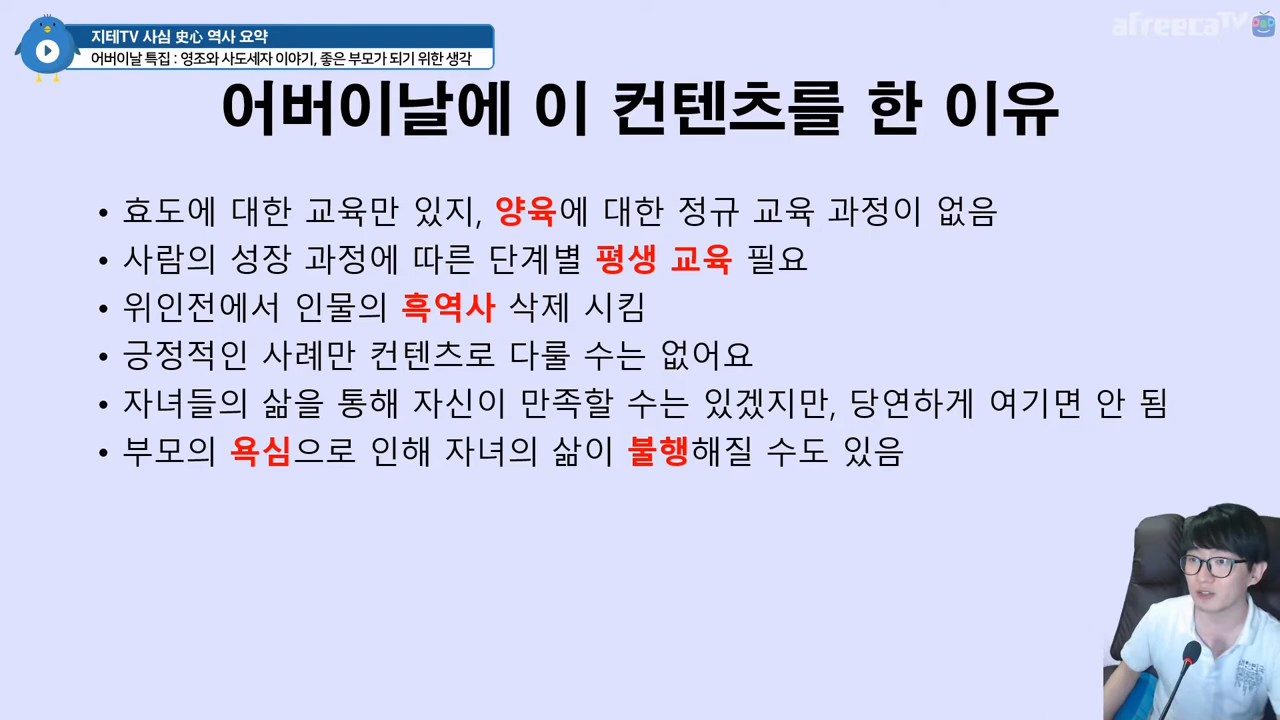 지테TV 사심 史心 역사 요약
어버이날 특집 : 영조와 사도세자 이야기, 좋은 부모가 되기 위한 생각
afreecaTV
어버이날에 이 컨텐츠를 한 이유
• 효도에 대한 교육만 있지, 양육에 대한 정규 교육 과정이 없음
• 사람의 성장 과정에 따른 단계별 평생 교육 필요
• 위인전에서 인물의 흑역사 삭제 시킴
• 긍정적인 사례만 컨텐츠로 다룰 수는 없어요
• 자녀들의 삶을 통해 자신이 만족할 수는 있겠지만, 당연하게 여기면 안 됨
• 부모의 욕심으로 인해 자녀의 삶이 불행해질 수도 있음